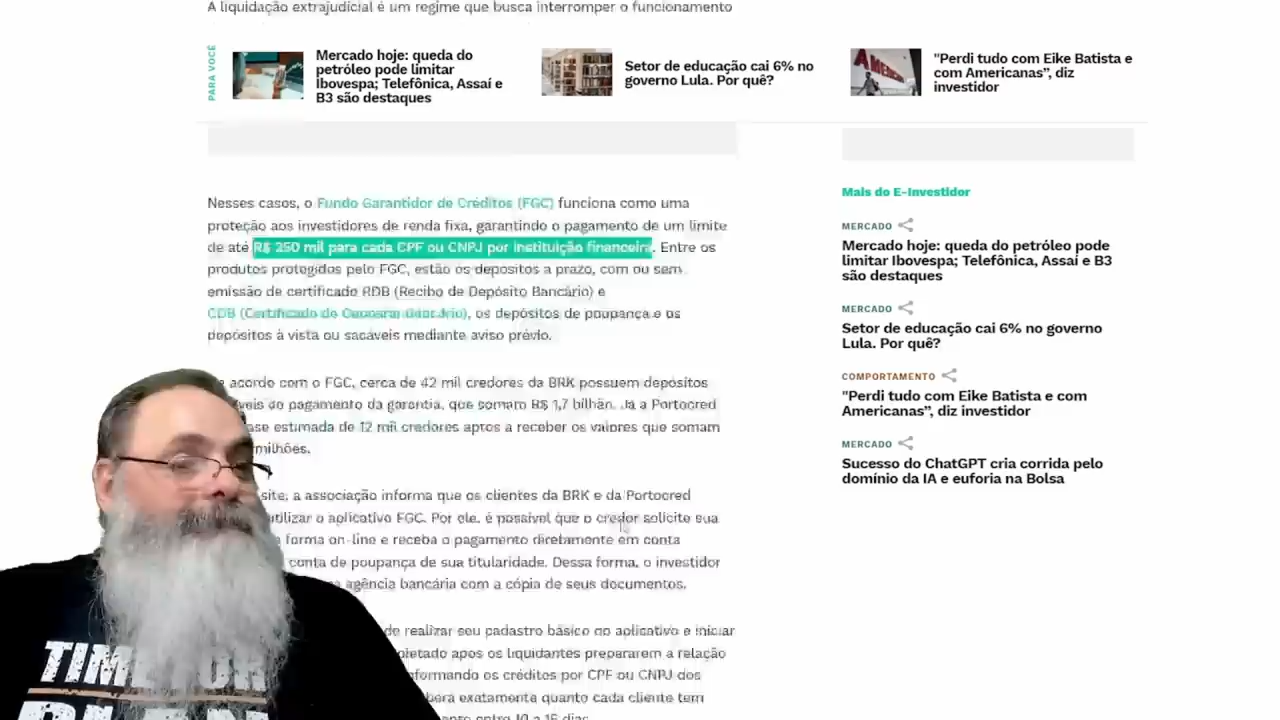 A liquidação extrajudicial é um regime que busca interromper o funcionamento
PARA VOCÊ
Mercado hoje: queda do
petróleo pode limitar
Ibovespa; Telefônica, Assaí e
B3 são destaques
Setor de educação cai 6% no
governo Lula. Por quê?
"Perdi tudo com Eike Batista e
com Americanas”, diz
investidor
Nesses casos, o Fundo Garantidor de Créditos (FGC) funciona como uma
proteção aos investidores de renda fixa, garantindo o pagamento de um limite
de até R$ 250 mil para cada CPF ou CNPJ por instituição financeira. Entre os
produtos protegidos pelo FGC, estão os depósitos a prazo, com ou sem
emissão de certificado RDB (Recibo de Depósito Bancário) e
CDB (Certificado de Depósito Bancário), os depósitos de poupança e os
depósitos à vista ou sacáveis mediante aviso prévio.
acordo com o FGC, cerca de 42 mil credores da BRK possuem depósitos
do pagamento da garantia, que somam R$ 1,7 bilhão. Já a Portocred
estimada de 12 mil credores aptos a receber os valores que somam
milhões.
site, a associação informa que os clientes da BRK e da Portocred
utilizar o aplicativo FGC. Por ele, é possível que o credor solicite sua
forma on-line e receba o pagamento diretamente em conta
conta de poupança de sua titularidade. Dessa forma, o investidor
agência bancária com a cópia de seus documentos.
de realizar seu cadastro básico no aplicativo e iniciar
após os liquidantes prepararem a relação
os créditos por CPF ou CNPJ dos
exatamente quanto cada cliente tem
entre 10 a 15 dias
Mais do E-Investidor
MERCADO
Mercado hoje: queda do petróleo pode
limitar Ibovespa; Telefônica, Assaí e B3
são destaques
MERCADO
Setor de educação cai 6% no governo
Lula. Por quê?
COMPORTAMENTO
"Perdi tudo com Eike Batista e com
Americanas”, diz investidor
MERCADO
Sucesso do ChatGPT cria corrida pelo
domínio da IA e euforia na Bolsa